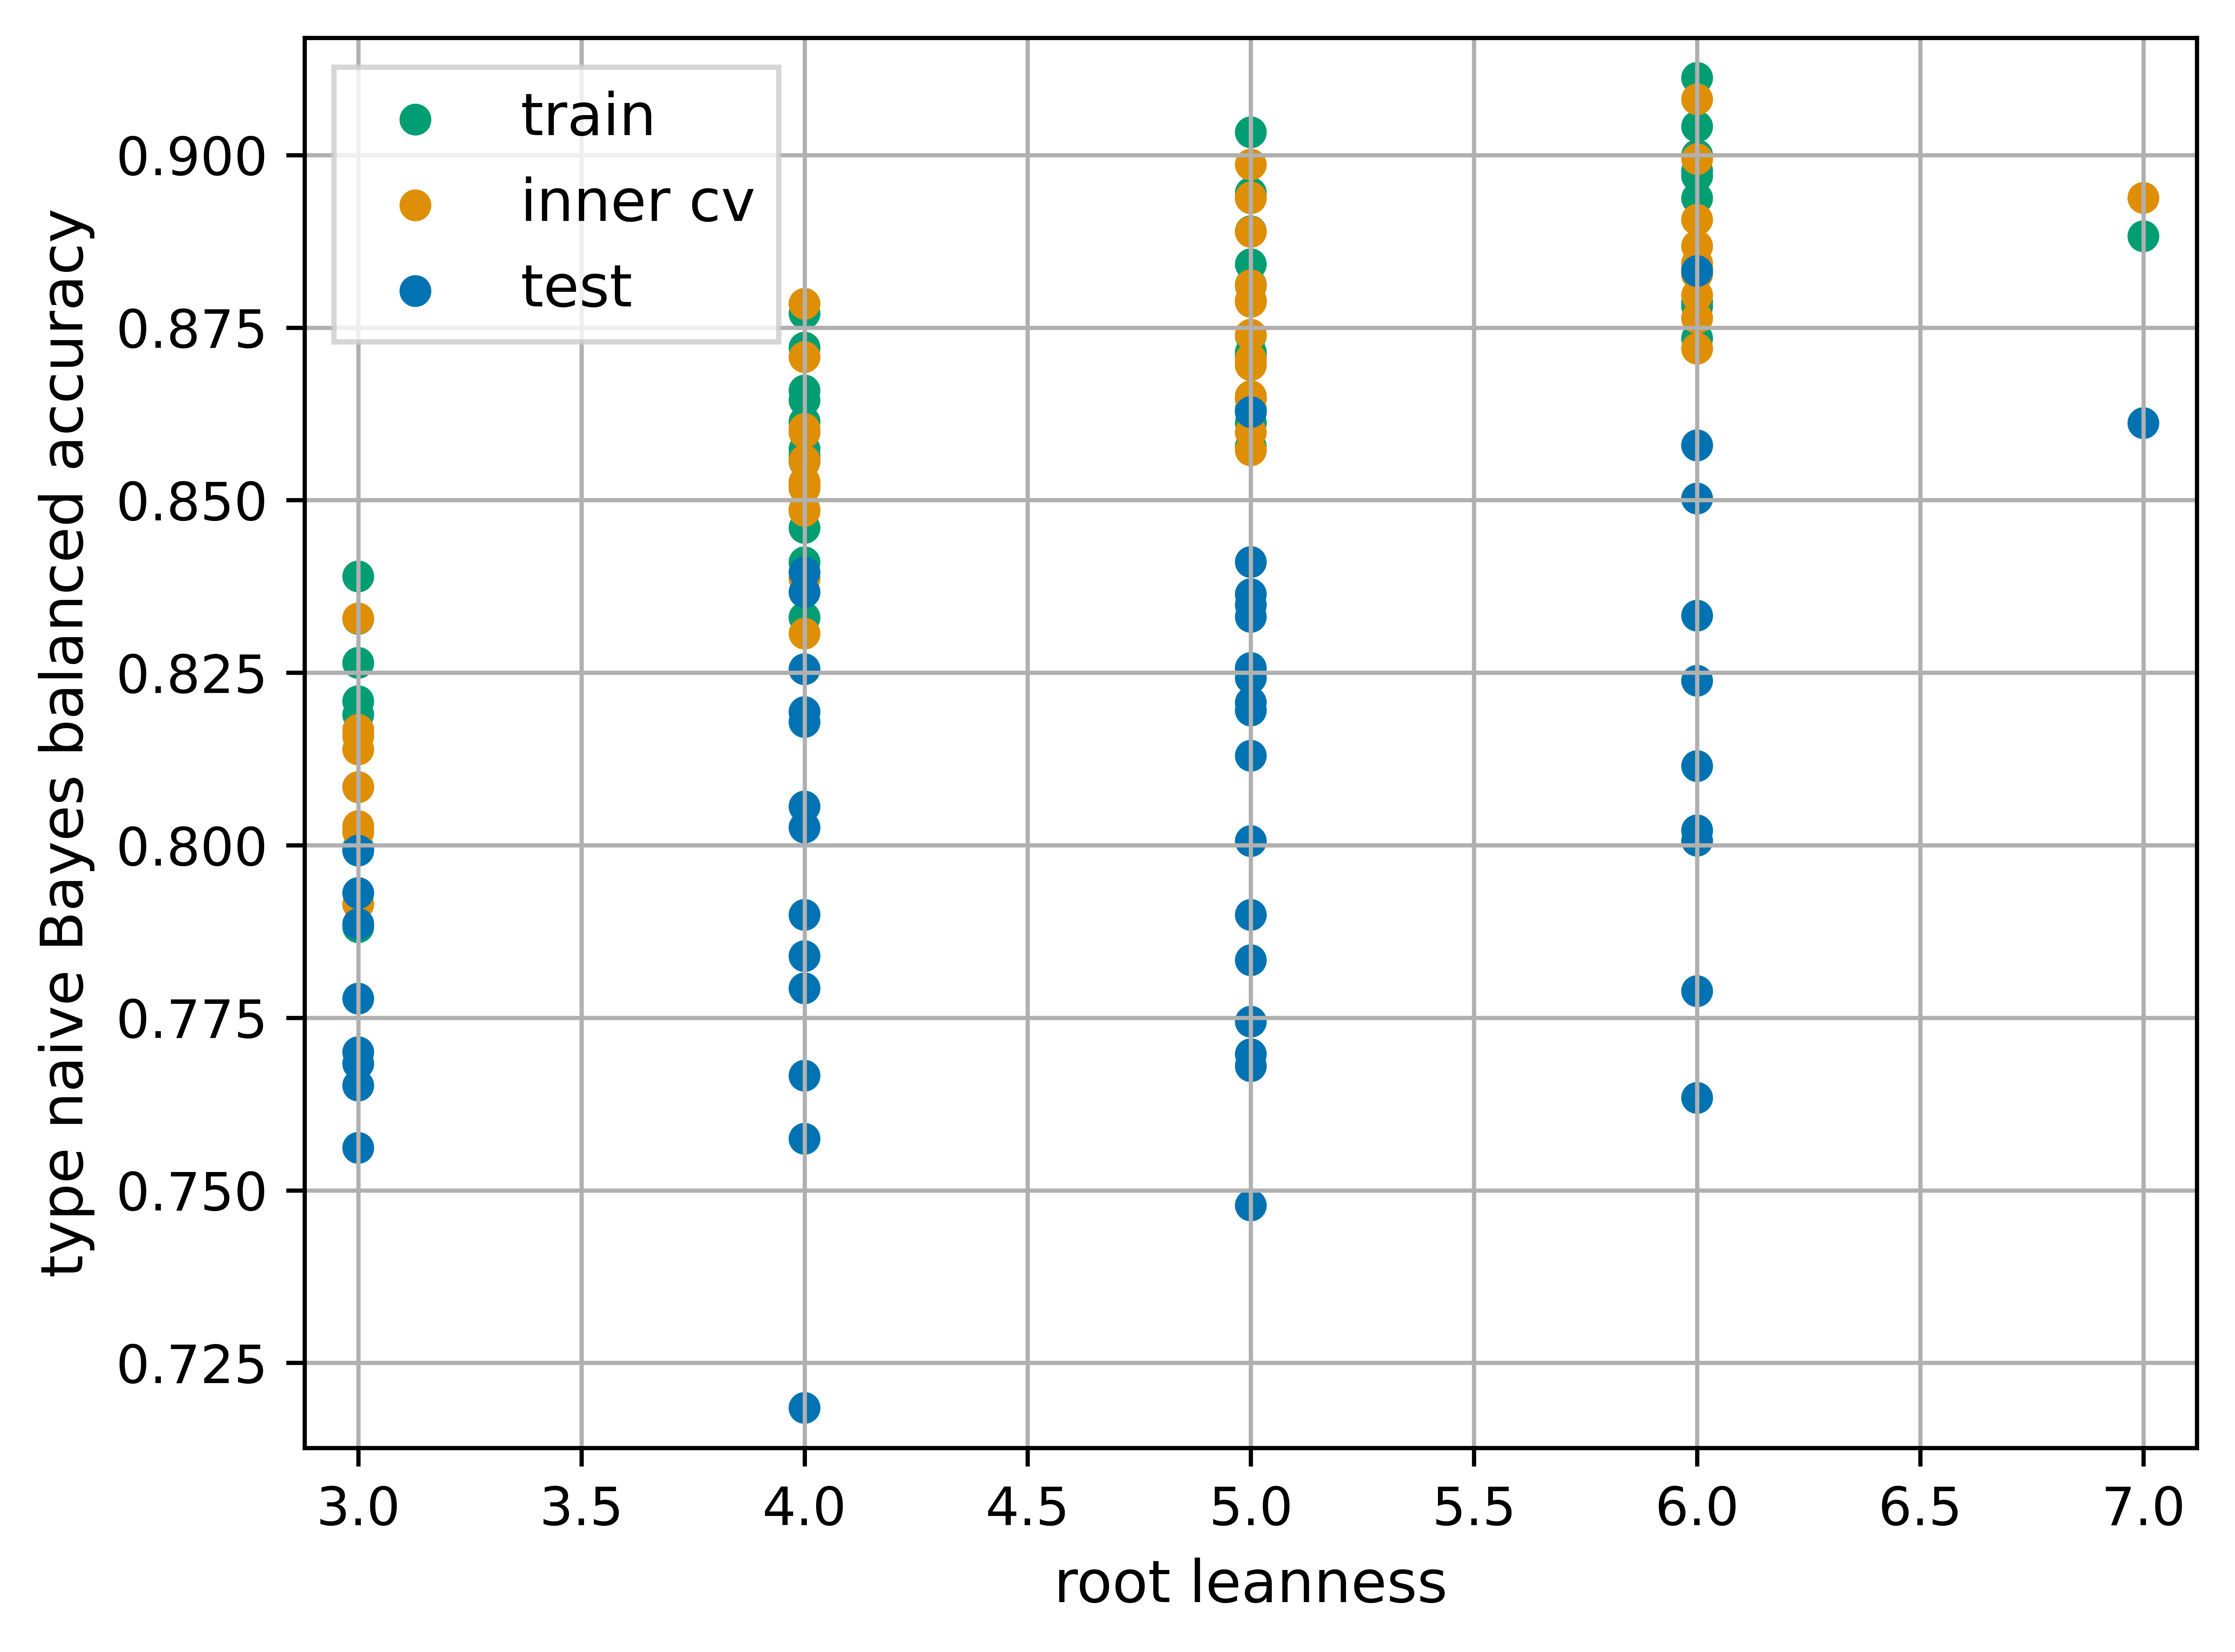 train
inner cv
test
type naive Bayes balanced accuracy
0.900
0.875
0.850
0.825
0.800
0.775
0.750
0.725
3.0 3.5 4.0 4.5 5.0 5.5 6.0 6.5 7.0
root leanness